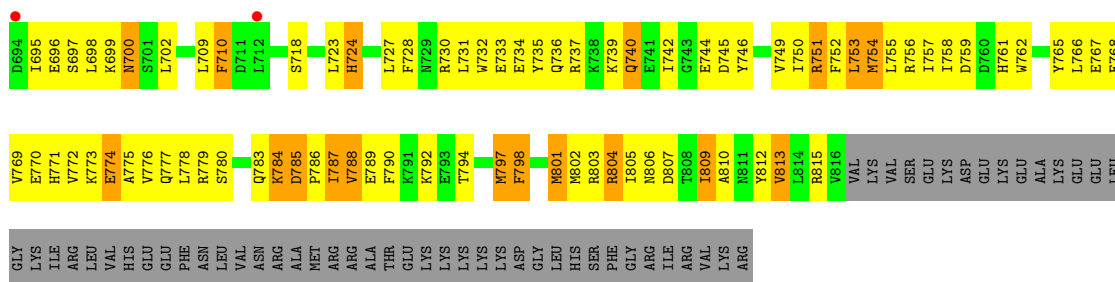 D694 I695 E696 S697 L698 K699 N700 S701 L702 L709 F710 D711 L712 S718 L723 H724 L727 F728 N729 R730 L731 W732 E733 E734 Y735 Q736 R737 K738 K739 Q740 E741 I742 G743 E744 D745 Y746 V749 I750 R751 F752 L753 M754 L755 R756 I757 I758 D759 D760 H761 W762 Y765 L766 E767 E768
V769 E770 H771 V772 K773 E774 A775 V776 Q777 L778 R779 S780 Q783 K784 D785 P786 I787 V788 E789 F790 K791 K792 E793 T794 M797 F798 M801 M802 R803 R804 I805 N806 D807 T808 I809 A810 N811 Y812 V813 L814 R815 V816 VAL LYS VAL SER GLU LYS ASP GLU LYS GLU ALA LYS GLU GLU LEU
GLY LYS ILE ARG LEU VAL HIS GLU GLU PHE ASN LEU VAL ASN ARG ALA MET ARG ARG ALA THR GLU LYS LYS LYS LYS LYS ASP GLY LEU HIS SER PHE GLY ARG ILE ARG VAL LYS ARG